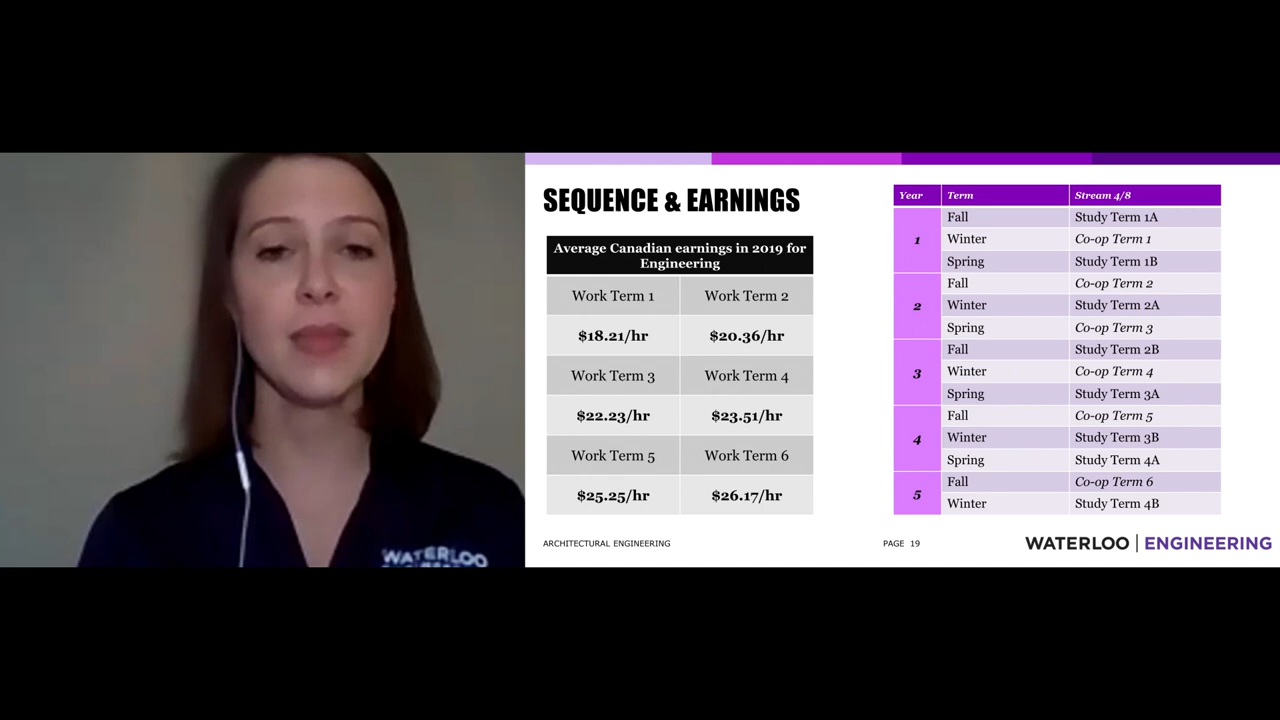 SEQUENCE & EARNINGS
Average Canadian earnings in 2019 for
Engineering
Work Term 1 Work Term 2
$18.21/hr $20.36/hr
Work Term 3 Work Term 4
$22.23/hr $23.51/hr
Work Term 5 Work Term 6
$25.25/hr $26.17/hr
Year Term Stream 4/8
1 Fall Study Term 1A
Winter Co-op Term 1
Spring Study Term 1B
2 Fall Co-op Term 2
Winter Study Term 2A
Spring Co-op Term 3
3 Fall Study Term 2B
Winter Co-op Term 4
Spring Study Term 3A
4 Fall Co-op Term 5
Winter Study Term 3B
Spring Study Term 4A
5 Fall Co-op Term 6
Winter Study Term 4B
ARCHITECTURAL ENGINEERING
PAGE 19
WATERLOO | ENGINEERING
WATERLOO